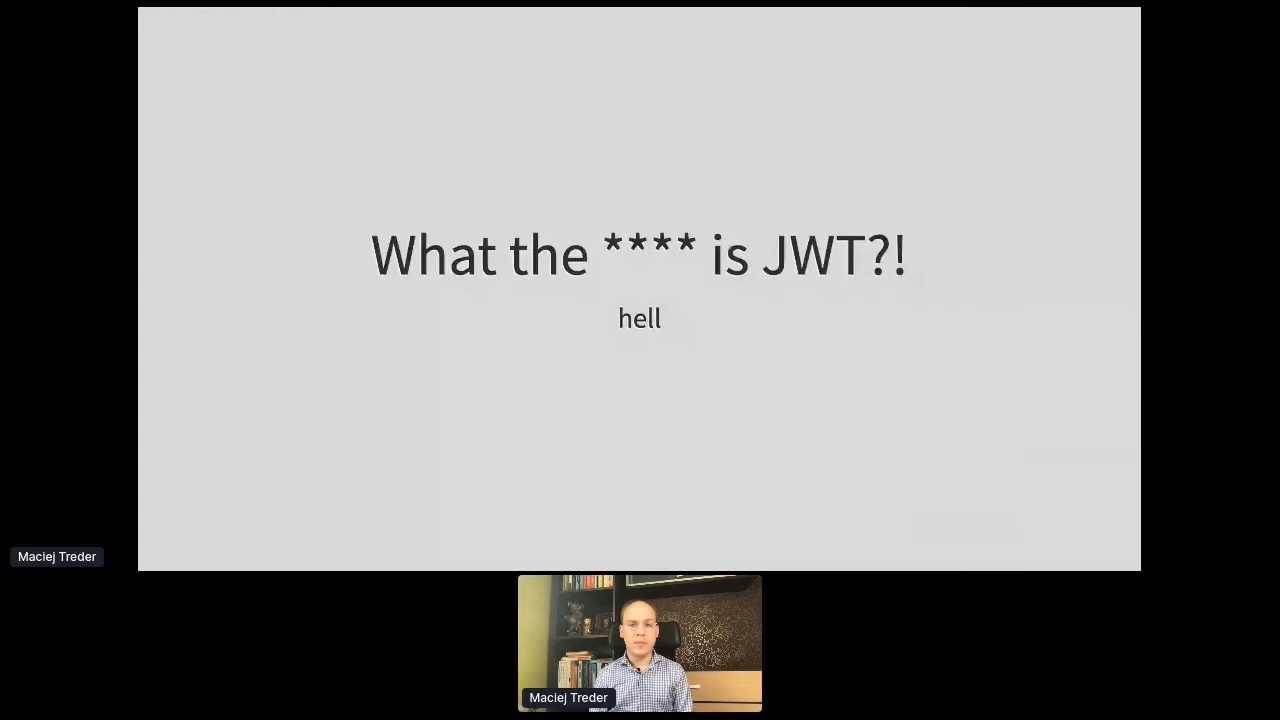 What the **** is JWT?!
hell
Maciej Treder
Maciej Treder